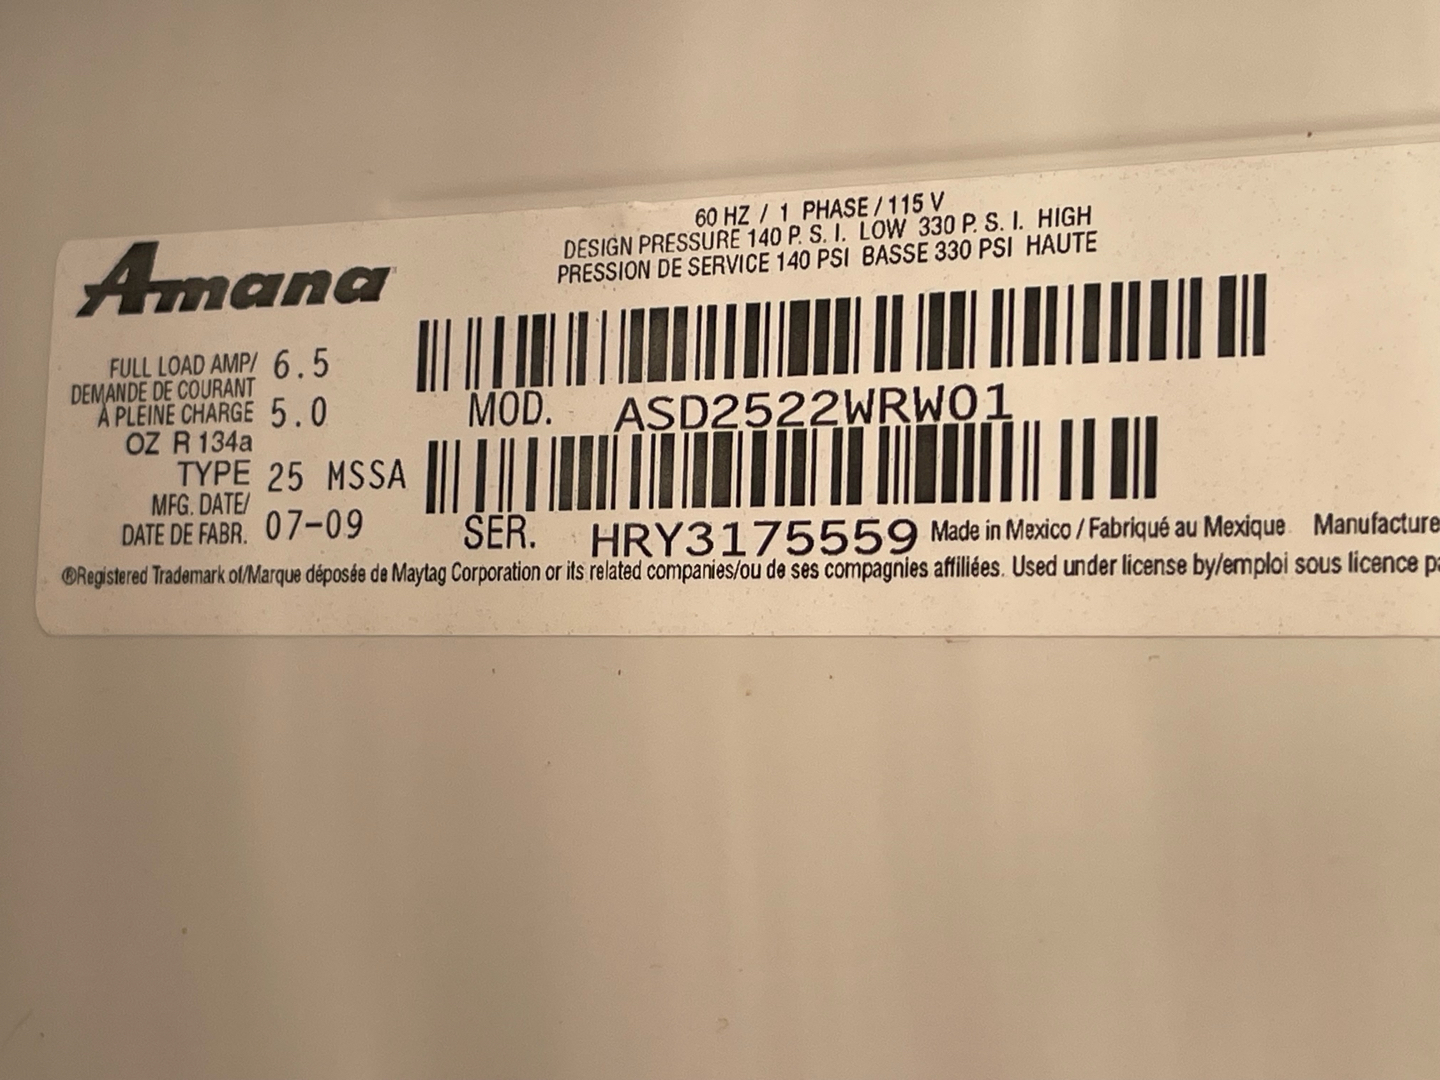 60 HZ / 1 PHASE / 115 V
DESIGN PRESSURE 140 P. S. I. LOW 330 P. S. I. HIGH
PRESSION DE SERVICE 140 PSI BASSE 330 PSI HAUTE
Amana
FULL LOAD AMP/ 6.5
DEMANDE DE COURANT
À PLEINE CHARGE 5.0
OZ R 134a
TYPE 25 MSSA
MFG. DATE/
DATE DE FABR. 07-09
MOD. ASD2522WRW01
SER. HRY3175559 Made in Mexico / Fabriqué au Mexique Manufacture
®Registered Trademark of/Marque déposée de Maytag Corporation or its related companies/ou de ses compagnies affiliées. Used under license by/emploi sous licence